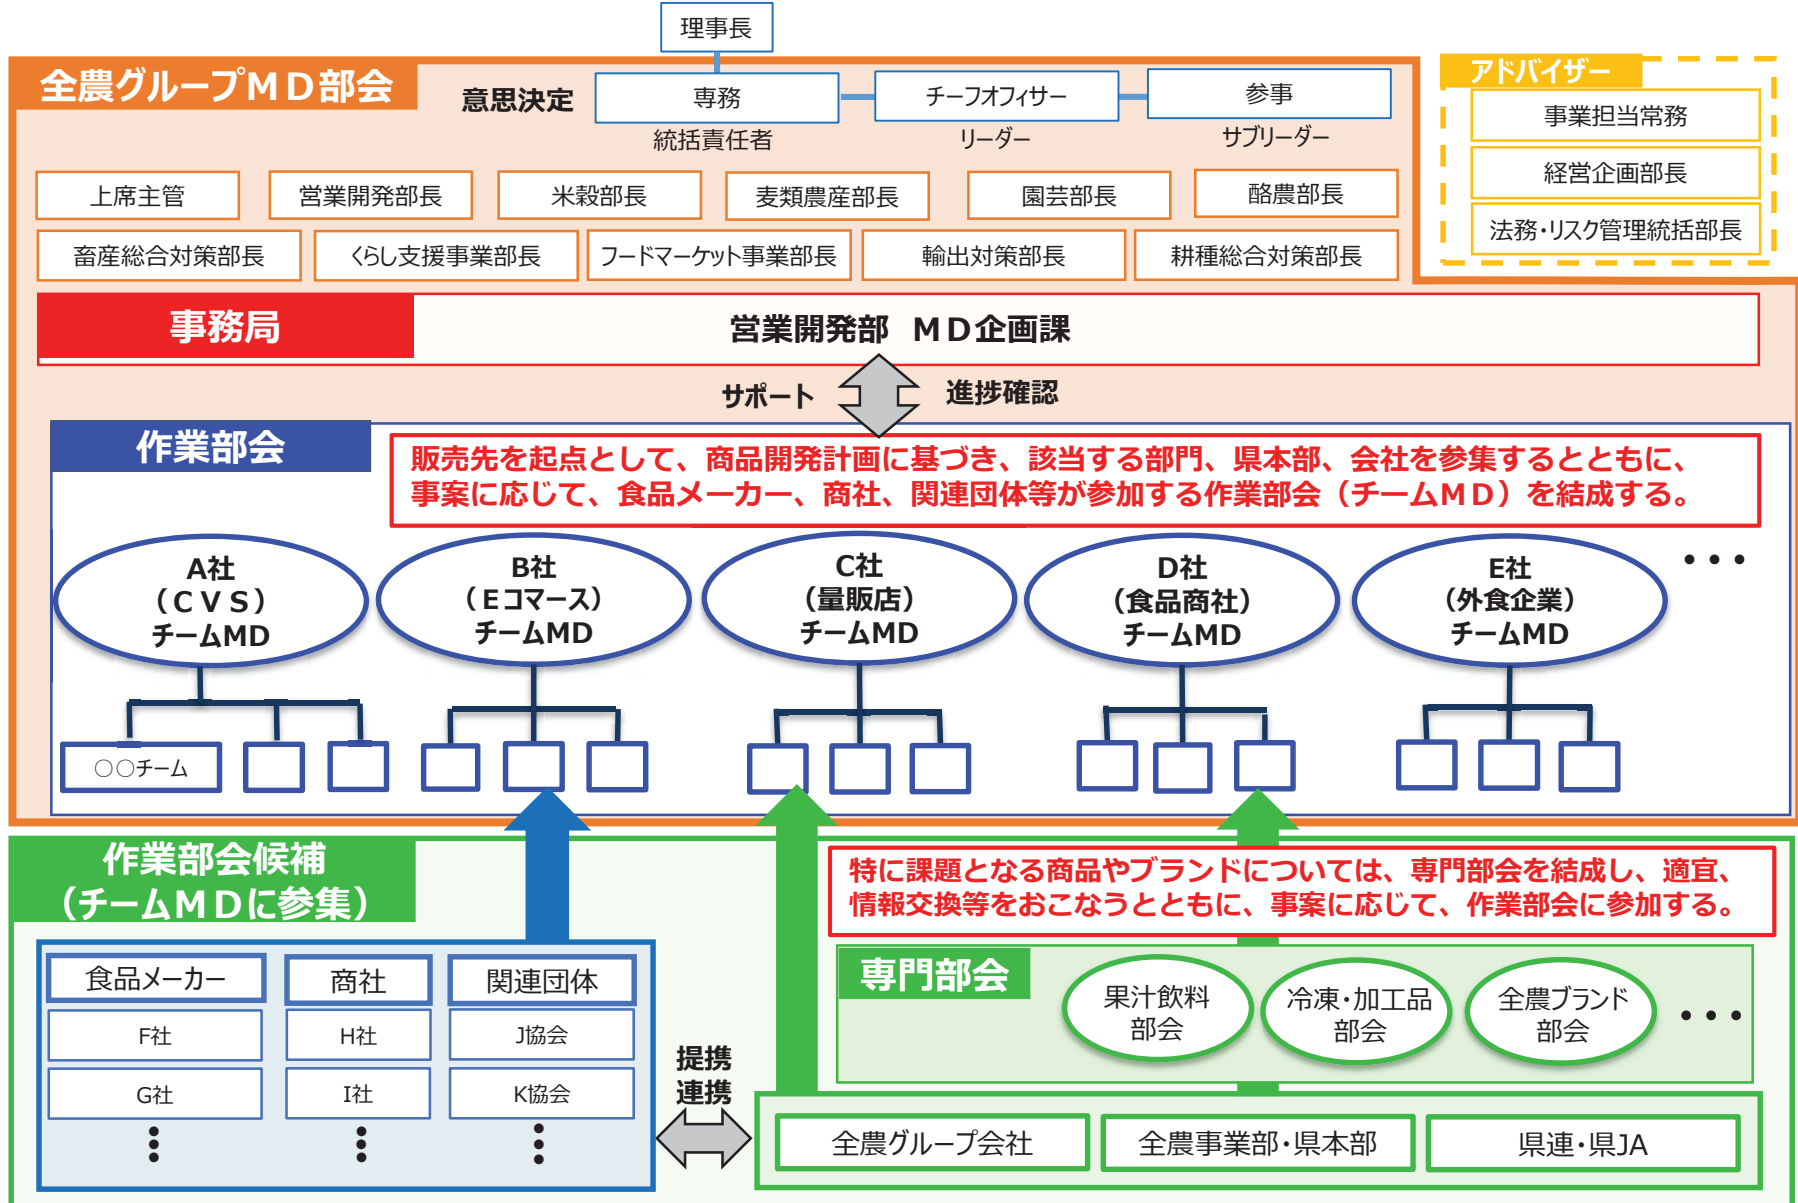 理事長
全農グループＭＤ部会
意思決定
専務
チーフオフィサー
参事
統括責任者
リーダー
サブリーダー
アドバイザー
事業担当常務
経営企画部長
法務・リスク管理統括部長
上席主管
営業開発部長
米穀部長
麦類農産部長
園芸部長
酪農部長
畜産総合対策部長
くらし支援事業部長
フードマーケット事業部長
輸出対策部長
耕種総合対策部長
事務局
営業開発部 ＭＤ企画課
サポート
進捗確認
作業部会
販売先を起点として、商品開発計画に基づき、該当する部門、県本部、会社を参集するとともに、
事案に応じて、食品メーカー、商社、関連団体等が参加する作業部会（チームＭＤ）を結成する。
A社
（ＣＶＳ）
チームMD
B社
（Ｅコマース）
チームMD
C社
（量販店）
チームMD
D社
（食品商社）
チームMD
E社
（外食企業）
チームMD
・・・
○○チーム
作業部会候補
（チームＭＤに参集）
特に課題となる商品やブランドについては、専門部会を結成し、適宜、
情報交換等をおこなうとともに、事案に応じて、作業部会に参加する。
食品メーカー
商社
関連団体
F社
H社
J協会
G社
I社
K協会
提携
連携
専門部会
果汁飲料
部会
冷凍・加工品
部会
全農ブランド
部会
・・・
全農グループ会社
全農事業部・県本部
県連・県JA